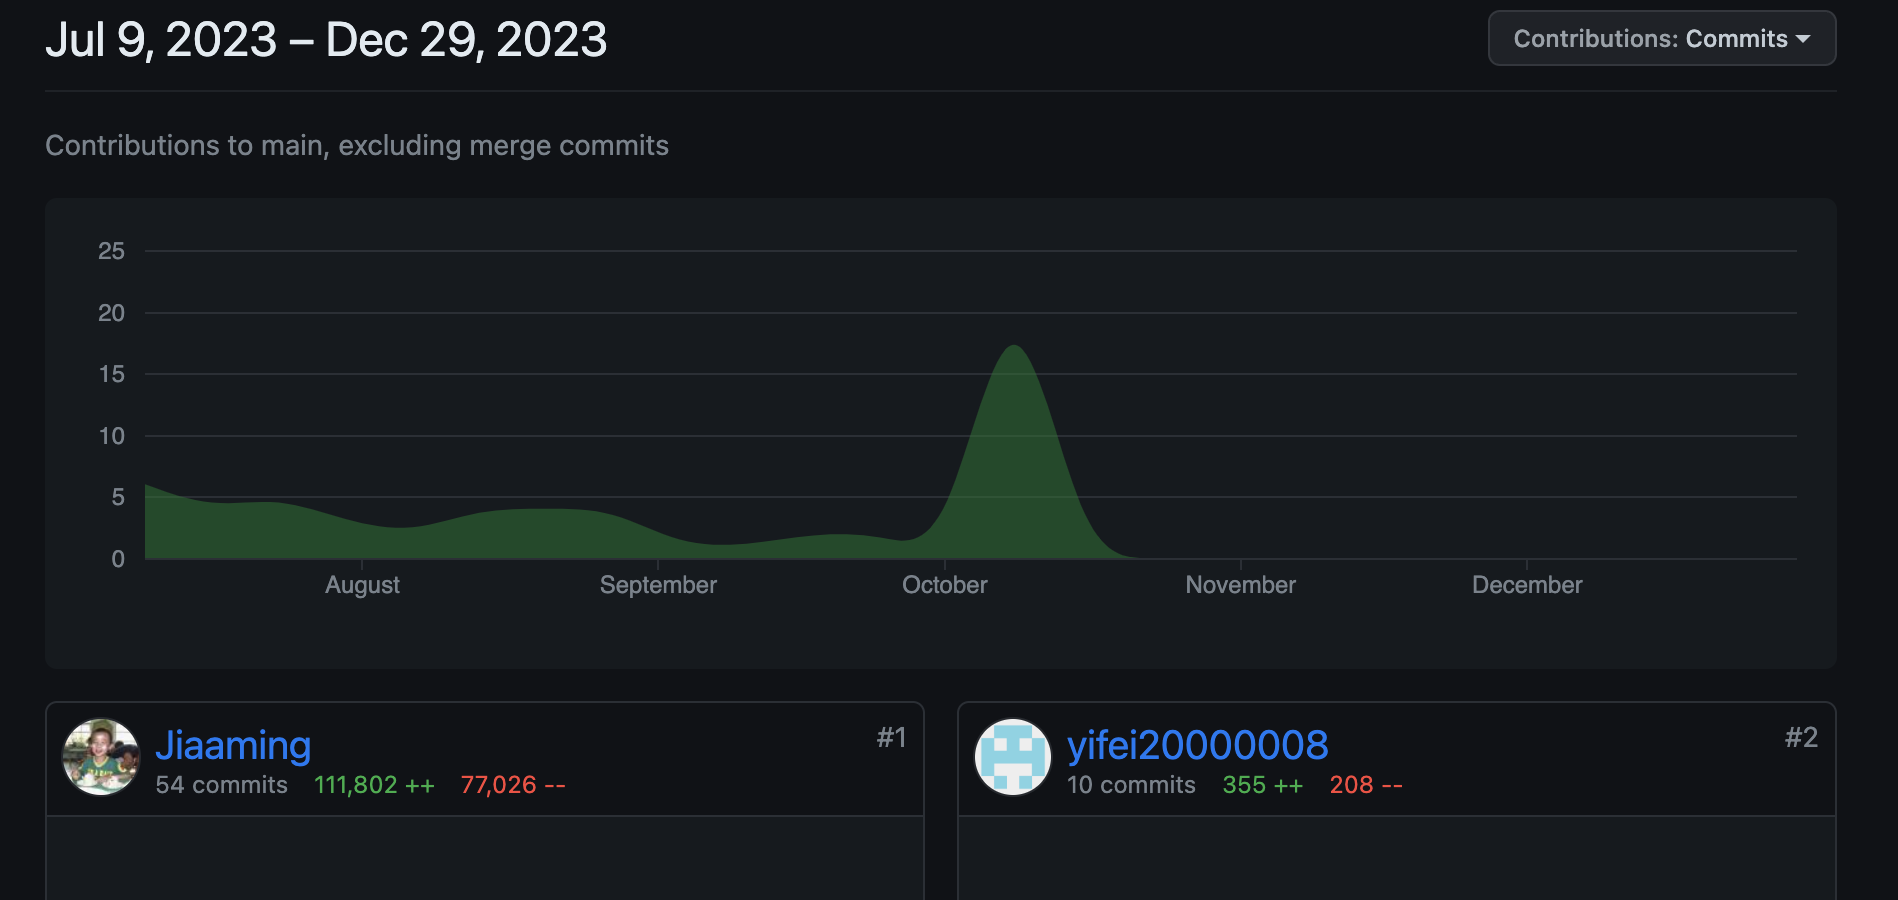 Jul 9, 2023 – Dec 29, 2023
Contributions: Commits
Contributions to main, excluding merge commits
25
20
15
10
5
0
August September October November December
Jiaaming #1
54 commits 111,802 ++ 77,026 --
yifei20000008 #2
10 commits 355 ++ 208 --